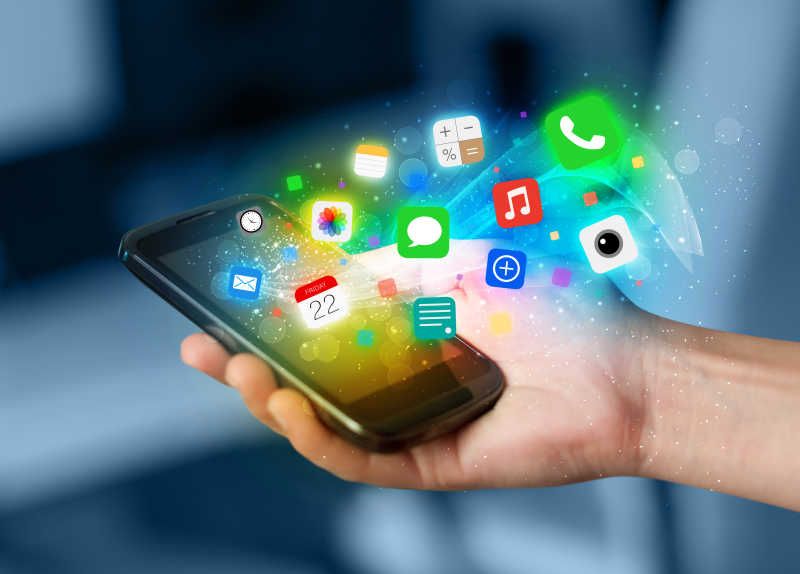 + −
% =
FRIDAY
22